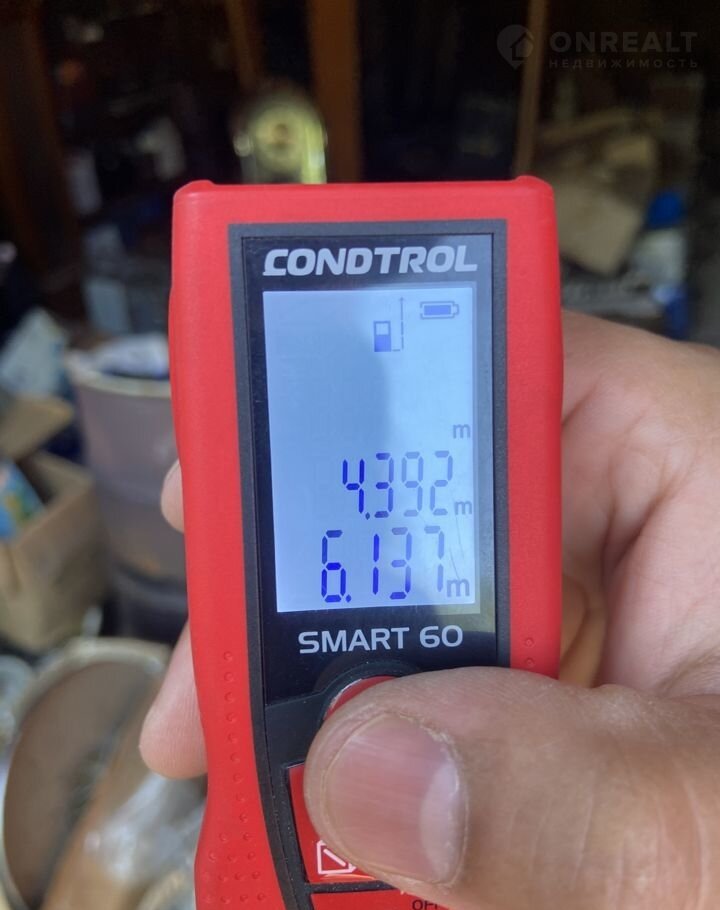 ONREALT
НЕДВИЖИМОСТЬ
CONDTROL
m
4.392 m
6.137 m
SMART 60